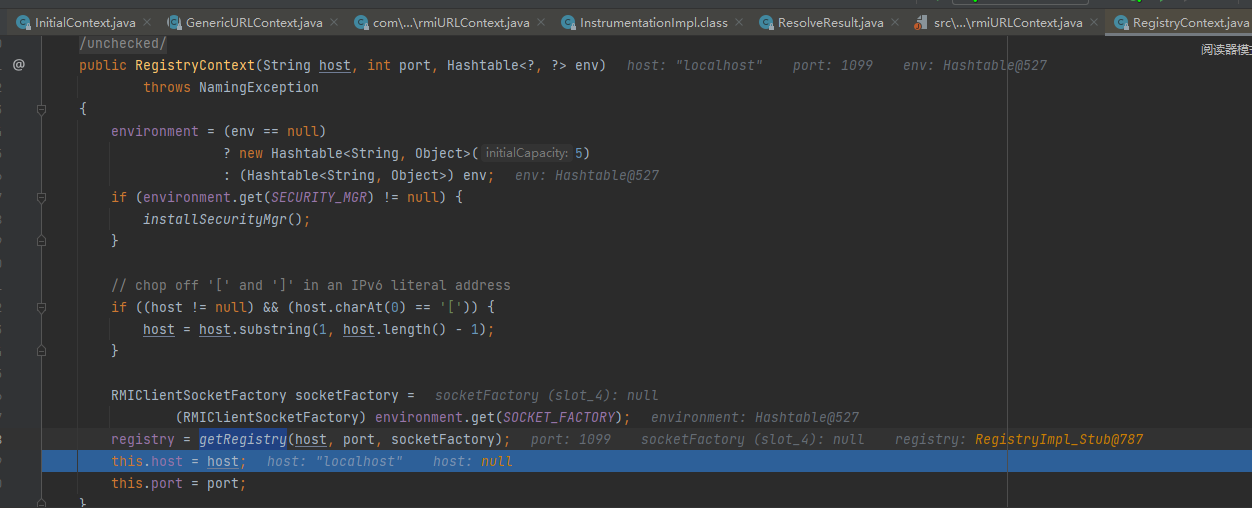 InitialContext.java GenericURLContext.java com\...\rmiURLContext.java InstrumentationImpl.class ResolveResult.java src\...\rmiURLContext.java RegistryContext.java
/unchecked/ 阅读器模
@ public RegistryContext(String host, int port, Hashtable<?, ?> env) host: "localhost" port: 1099 env: Hashtable@527
throws NamingException
{
environment = (env == null)
? new Hashtable<String, Object>( initialCapacity: 5)
: (Hashtable<String, Object>) env; env: Hashtable@527
if (environment.get(SECURITY_MGR) != null) {
installSecurityMgr();
}
// chop off '[' and ']' in an IPv6 literal address
if ((host != null) && (host.charAt(0) == '[')) {
host = host.substring(1, host.length() - 1);
}
RMIClientSocketFactory socketFactory = socketFactory (slot_4): null
(RMIClientSocketFactory) environment.get(SOCKET_FACTORY); environment: Hashtable@527
registry = getRegistry(host, port, socketFactory); port: 1099 socketFactory (slot_4): null registry: RegistryImpl_Stub@787
this.host = host; host: "localhost" host: null
this.port = port;
}